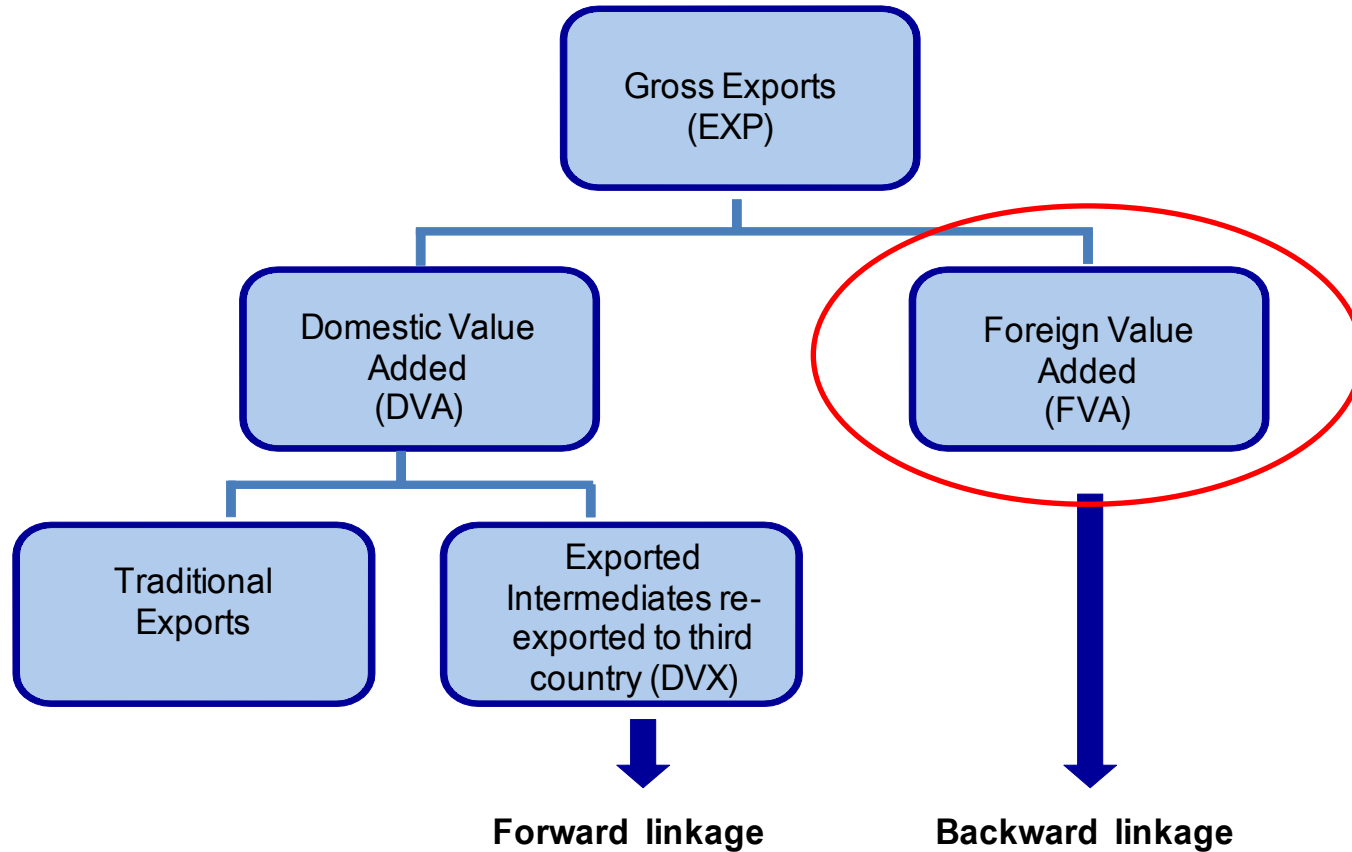 Gross Exports
(EXP)
Domestic Value
Added
(DVA)
Foreign Value
Added
(FVA)
Traditional
Exports
Exported
Intermediates re-
exported to third
country (DVX)
Forward linkage
Backward linkage